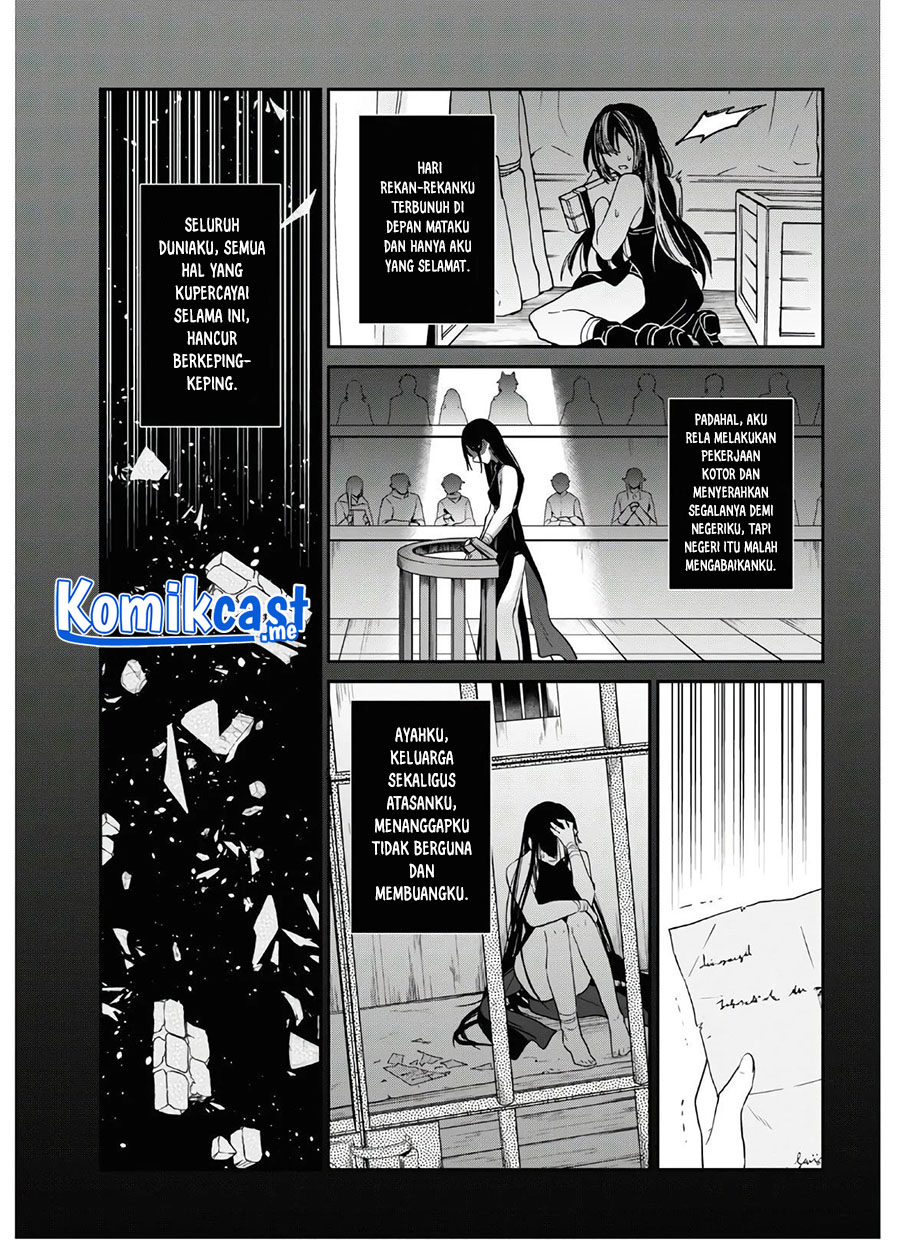 HARI
REKAN-REKANKU
TERBUNUH DI
DEPAN MATAKU
DAN HANYA AKU
YANG SELAMAT.
SELURUH
DUNIAKU, SEMUA
HAL YANG
KUPERCAYAI
SELAMA INI,
HANCUR
BERKEPING-
KEPING.
PADAHAL, AKU
RELA MELAKUKAN
PEKERJAAN
KOTOR DAN
MENYERAHKAN
SEGALANYA DEMI
NEGERIKU, TAPI
NEGERI ITU MALAH
MENGABAIKANKU.
Komikcast
.me
AYAHKU,
KELUARGA
SEKALIGUS
ATASANKU,
MENANGGAPKU
TIDAK BERGUNA
DAN
MEMBUANGKU.